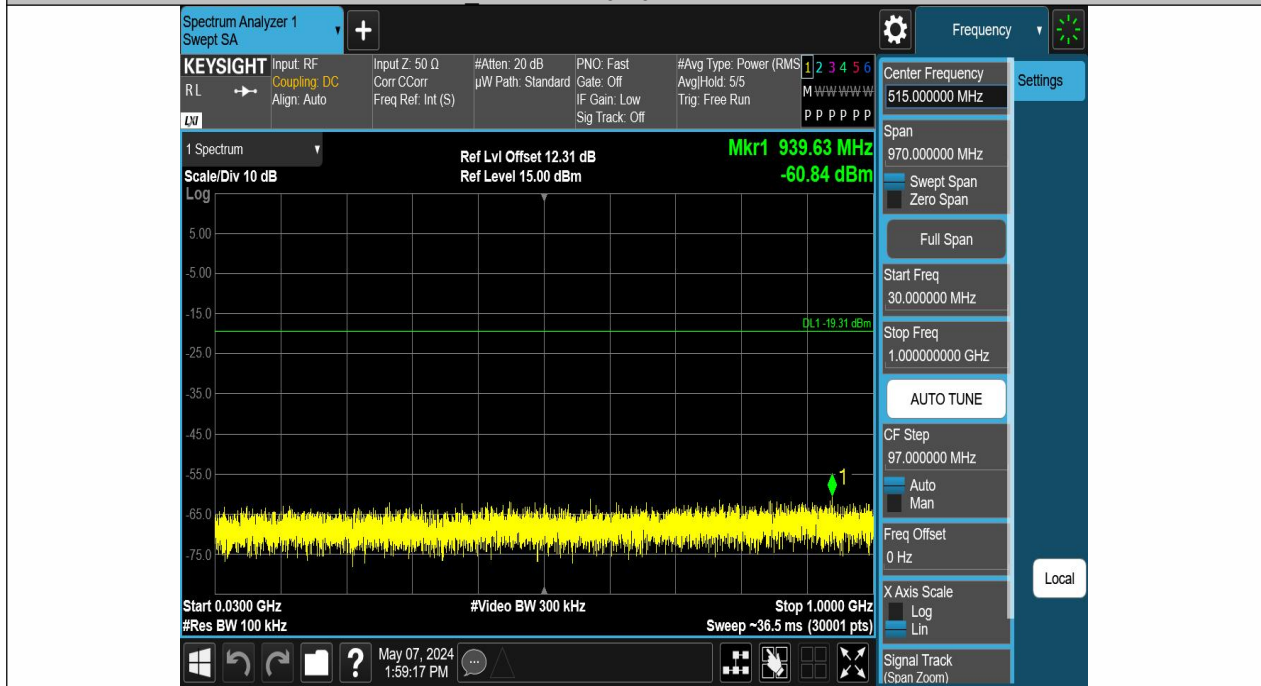 Spectrum Analyzer 1
Swept SA
+
Frequency
KEYSIGHT
RL
LXI
Input: RF
Coupling: DC
Align: Auto
Input Z: 50 Ω
Corr CCorr
Freq Ref: Int (S)
#Atten: 20 dB
µW Path: Standard
PNO: Fast
Gate: Off
IF Gain: Low
Sig Track: Off
#Avg Type: Power (RMS
Avg|Hold: 5/5
Trig: Free Run
1 2 3 4 5 6
M W W W W W
P P P P P P
1 Spectrum
Scale/Div 10 dB
Log
Ref Lvl Offset 12.31 dB
Ref Level 15.00 dBm
Mkr1 939.63 MHz
-60.84 dBm
5.00
-5.00
-15.0
DL1 -19.31 dBm
-25.0
-35.0
-45.0
-55.0
1
-65.0
-75.0
Start 0.0300 GHz
#Video BW 300 kHz
Stop 1.0000 GHz
#Res BW 100 kHz
Sweep ~36.5 ms (30001 pts)
?
May 07, 2024
1:59:17 PM
Center Frequency
515.000000 MHz
Settings
Span
970.000000 MHz
Swept Span
Zero Span
Full Span
Start Freq
30.000000 MHz
Stop Freq
1.000000000 GHz
AUTO TUNE
CF Step
97.000000 MHz
Auto
Man
Freq Offset
0 Hz
Local
X Axis Scale
Log
Lin
Signal Track
(Span Zoom)